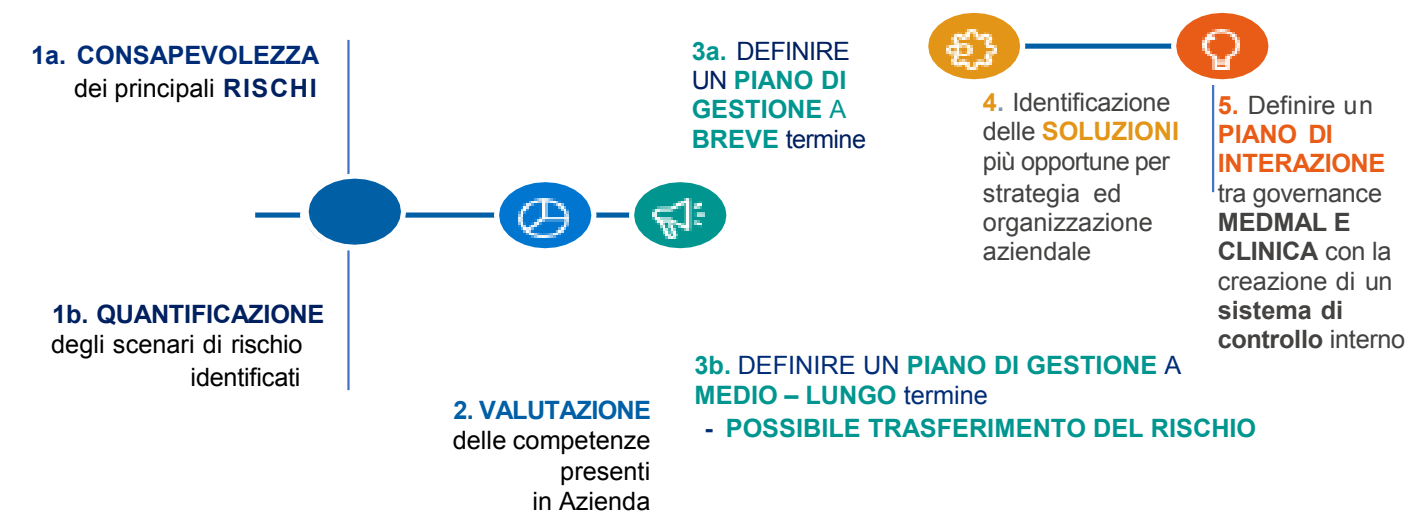 1a. CONSAPEVOLEZZA
dei principali RISCHI
1b. QUANTIFICAZIONE
degli scenari di rischio
identificati
2. VALUTAZIONE
delle competenze
presenti
in Azienda
3a. DEFINIRE
UN PIANO DI
GESTIONE A
BREVE termine
3b. DEFINIRE UN PIANO DI GESTIONE A
MEDIO – LUNGO termine
- POSSIBILE TRASFERIMENTO DEL RISCHIO
4. Identificazione
delle SOLUZIONI
più opportune per
strategia ed
organizzazione
aziendale
5. Definire un
PIANO DI
INTERAZIONE
tra governance
MEDMAL E
CLINICA con la
creazione di un
sistema di
controllo interno